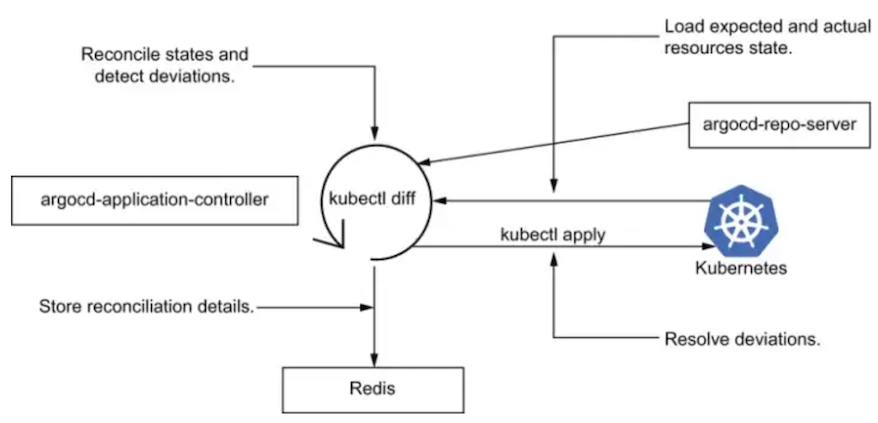 Load expected and actual
resources state.
Reconcile states and
detect deviations.
argocd-repo-server
argocd-application-controller
kubectl diff
kubectl apply
Kubernetes
Store reconciliation details.
Resolve deviations.
Redis